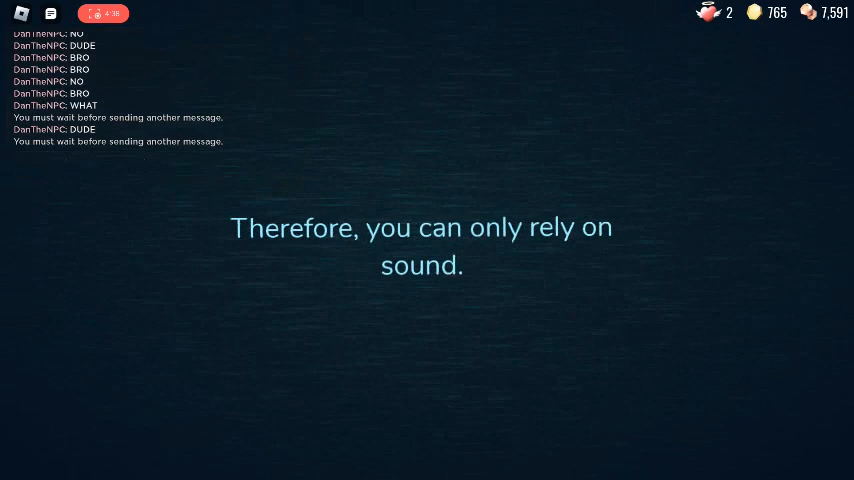 4:38
2
765
7,591
DanTheNPC: NO
DanTheNPC: DUDE
DanTheNPC: BRO
DanTheNPC: BRO
DanTheNPC: NO
DanTheNPC: BRO
DanTheNPC: WHAT
You must wait before sending another message.
DanTheNPC: DUDE
You must wait before sending another message.
Therefore, you can only rely on
sound.